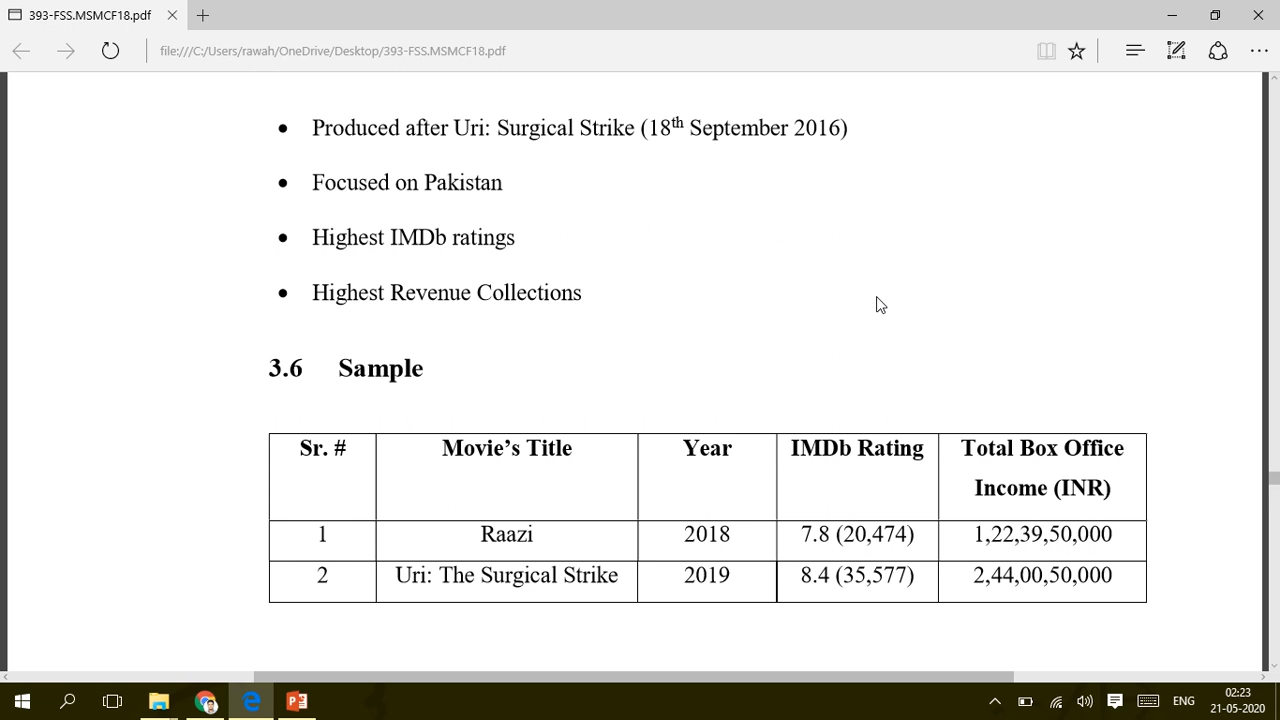 393-FSS.MSMCF18.pdf
file:///C:/Users/rawah/OneDrive/Desktop/393-FSS.MSMCF18.pdf
• Produced after Uri: Surgical Strike (18th September 2016)
• Focused on Pakistan
• Highest IMDb ratings
• Highest Revenue Collections
3.6 Sample
Sr. # Movie’s Title Year IMDb Rating Total Box Office Income (INR)
1 Raazi 2018 7.8 (20,474) 1,22,39,50,000
2 Uri: The Surgical Strike 2019 8.4 (35,577) 2,44,00,50,000
ENG 02:23
21-05-2020